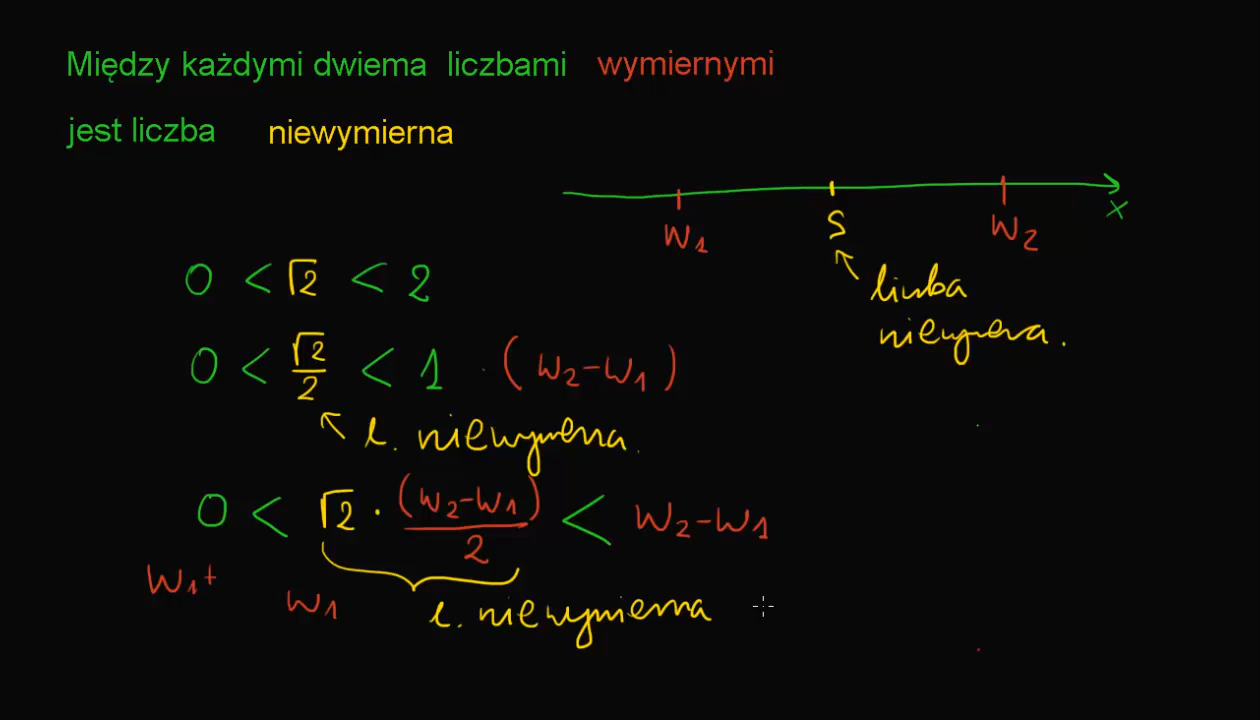 Między każdymi dwiema liczbami wymiernymi
jest liczba niewymierna
W1 S W2 x
liczba
niewymierna.
0 < √2 < 2
0 < √2/2 < 1 · (W2-W1)
l. niewymierna.
0 < √2 · (W2-W1)/2 < W2-W1
W1+ W1 l. niewymierna